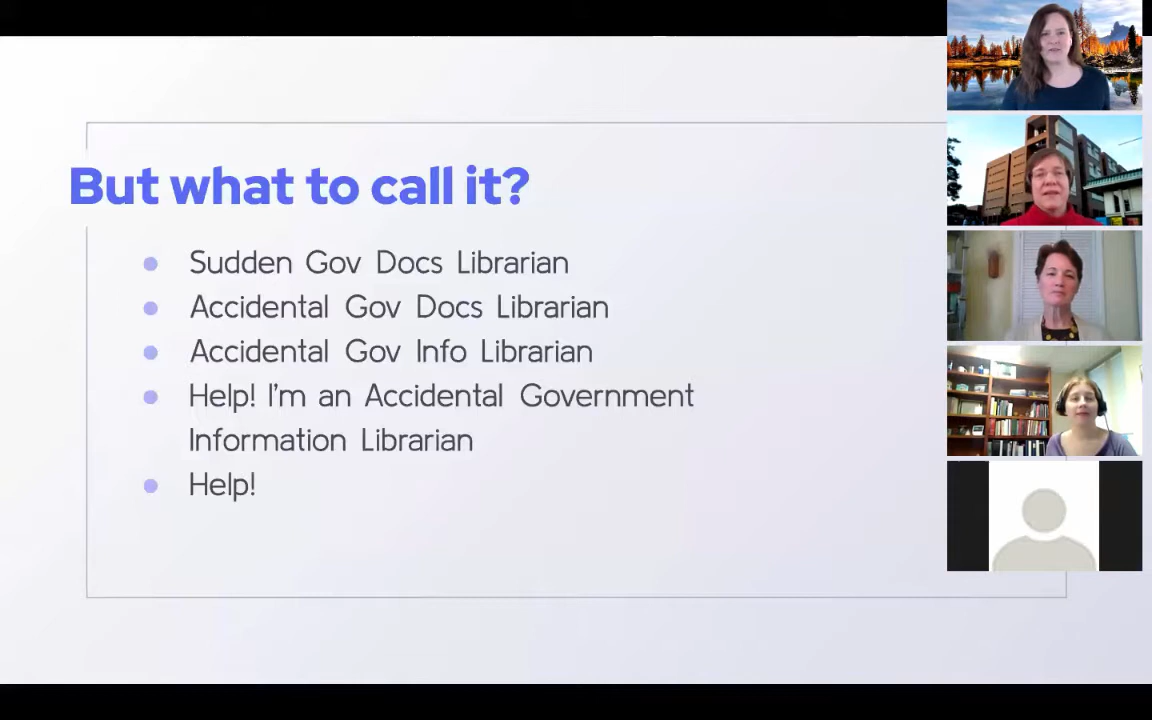 But what to call it?
Sudden Gov Docs Librarian
Accidental Gov Docs Librarian
Accidental Gov Info Librarian
Help! I'm an Accidental Government
Information Librarian
Help!